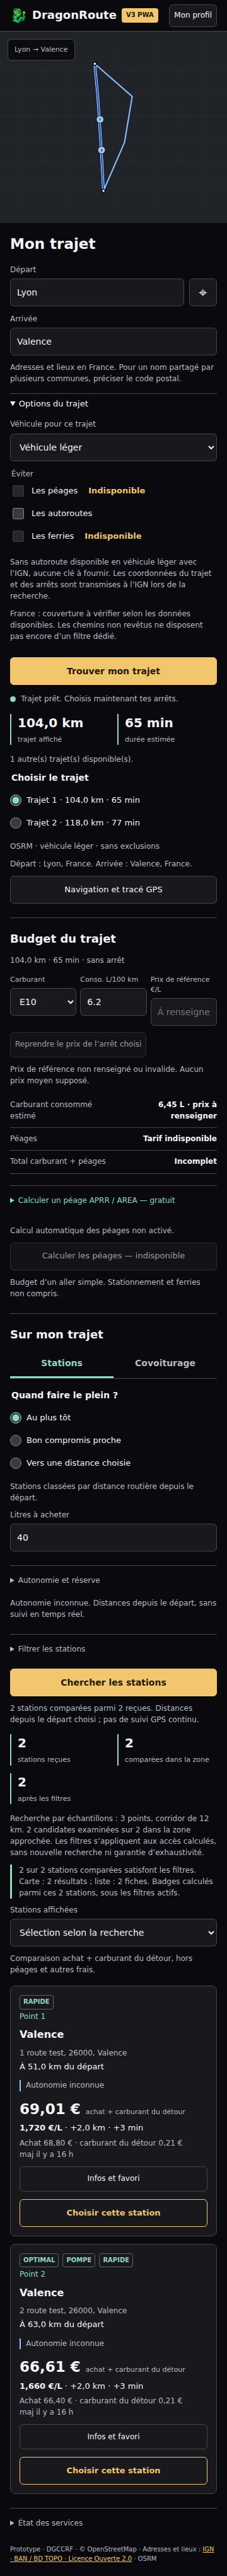 DragonRoute V3 PWA Mon profil
Lyon → Valence
1
2
Mon trajet
Départ
Lyon
Arrivée
Valence
Adresses et lieux en France. Pour un nom partagé par
plusieurs communes, préciser le code postal.
▼ Options du trajet
Véhicule pour ce trajet
Véhicule léger
Éviter
Les péages Indisponible
Les autoroutes
Les ferries Indisponible
Sans autoroute disponible en véhicule léger avec
l’IGN, aucune clé à fournir. Les coordonnées du trajet
et des arrêts sont transmises à l’IGN lors de la
recherche.
France : couverture à vérifier selon les données
disponibles. Les chemins non revêtus ne disposent
pas encore d’un filtre dédié.
Trouver mon trajet
Trajet prêt. Choisis maintenant tes arrêts.
104,0 km 65 min
trajet affiché durée estimée
1 autre(s) trajet(s) disponible(s).
Choisir le trajet
Trajet 1 · 104,0 km · 65 min
Trajet 2 · 118,0 km · 77 min
OSRM · véhicule léger · sans exclusions
Départ : Lyon, France. Arrivée : Valence, France.
Navigation et tracé GPS
Budget du trajet
104,0 km · 65 min · sans arrêt
Carburant Conso. L/100 km Prix de référence
€/L
E10 6.2 À renseigne
Reprendre le prix de l’arrêt choisi
Prix de référence non renseigné ou invalide. Aucun
prix moyen supposé.
Carburant consommé 6,45 L · prix à
estimé renseigner
Péages Tarif indisponible
Total carburant + péages Incomplet
▶ Calculer un péage APRR / AREA — gratuit
Calcul automatique des péages non activé.
Calculer les péages — indisponible
Budget d’un aller simple. Stationnement et ferries
non compris.
Sur mon trajet
Stations Covoiturage
Quand faire le plein ?
Au plus tôt
Bon compromis proche
Vers une distance choisie
Stations classées par distance routière depuis le
départ.
Litres à acheter
40
▶ Autonomie et réserve
Autonomie inconnue. Distances depuis le départ, sans
suivi en temps réel.
▶ Filtrer les stations
Chercher les stations
2 stations comparées parmi 2 reçues. Distances
depuis le départ choisi ; pas de suivi GPS continu.
2 2
stations reçues comparées dans la zone
2
après les filtres
Recherche par échantillons : 3 points, corridor de 12
km. 2 candidates examinées sur 2 dans la zone
approchée. Les filtres s’appliquent aux accès calculés,
sans nouvelle recherche ni garantie d’exhaustivité.
2 sur 2 stations comparées satisfont les filtres.
Carte : 2 résultats ; liste : 2 fiches. Badges calculés
parmi ces 2 stations, sous les filtres actifs.
Stations affichées
Sélection selon la recherche
Comparaison achat + carburant du détour, hors
péages et autres frais.
RAPIDE
Point 1
Valence
1 route test, 26000, Valence
À 51,0 km du départ
Autonomie inconnue
69,01 € achat + carburant du détour
1,720 €/L · +2,0 km · +3 min
Achat 68,80 € · carburant du détour 0,21 €
maj il y a 16 h
Infos et favori
Choisir cette station
OPTIMAL POMPE RAPIDE
Point 2
Valence
2 route test, 26000, Valence
À 63,0 km du départ
Autonomie inconnue
66,61 € achat + carburant du détour
1,660 €/L · +2,0 km · +3 min
Achat 66,40 € · carburant du détour 0,21 €
maj il y a 16 h
Infos et favori
Choisir cette station
▶ État des services
Prototype · DGCCRF · © OpenStreetMap · Adresses et lieux : IGN
· BAN / BD TOPO · Licence Ouverte 2.0 · OSRM